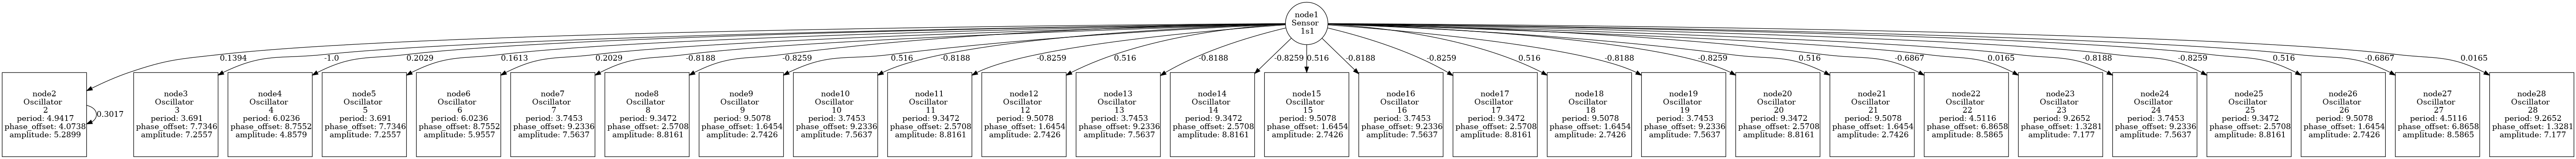 node1
Sensor
1s1
0.1394
-1.0
0.2029
0.1613
0.2029
-0.8188
-0.8259
0.516
-0.8188
-0.8259
0.516
-0.8188
-0.8259
0.516
-0.8188
-0.8259
0.516
-0.8188
-0.8259
0.516
-0.6867
0.0165
-0.8188
-0.8259
0.516
-0.6867
0.0165
node2
Oscillator
2
period: 4.9417
phase_offset: 4.0738
amplitude: 5.2899
0.3017
node3
Oscillator
3
period: 3.691
phase_offset: 7.7346
amplitude: 7.2557
node4
Oscillator
4
period: 6.0236
phase_offset: 8.7552
amplitude: 4.8579
node5
Oscillator
5
period: 3.691
phase_offset: 7.7346
amplitude: 7.2557
node6
Oscillator
6
period: 6.0236
phase_offset: 8.7552
amplitude: 5.9557
node7
Oscillator
7
period: 3.7453
phase_offset: 9.2336
amplitude: 7.5637
node8
Oscillator
8
period: 9.3472
phase_offset: 2.5708
amplitude: 8.8161
node9
Oscillator
9
period: 9.5078
phase_offset: 1.6454
amplitude: 2.7426
node10
Oscillator
10
period: 3.7453
phase_offset: 9.2336
amplitude: 7.5637
node11
Oscillator
11
period: 9.3472
phase_offset: 2.5708
amplitude: 8.8161
node12
Oscillator
12
period: 9.5078
phase_offset: 1.6454
amplitude: 2.7426
node13
Oscillator
13
period: 3.7453
phase_offset: 9.2336
amplitude: 7.5637
node14
Oscillator
14
period: 9.3472
phase_offset: 2.5708
amplitude: 8.8161
node15
Oscillator
15
period: 9.5078
phase_offset: 1.6454
amplitude: 2.7426
node16
Oscillator
16
period: 3.7453
phase_offset: 9.2336
amplitude: 7.5637
node17
Oscillator
17
period: 9.3472
phase_offset: 2.5708
amplitude: 8.8161
node18
Oscillator
18
period: 9.5078
phase_offset: 1.6454
amplitude: 2.7426
node19
Oscillator
19
period: 3.7453
phase_offset: 9.2336
amplitude: 7.5637
node20
Oscillator
20
period: 9.3472
phase_offset: 2.5708
amplitude: 8.8161
node21
Oscillator
21
period: 9.5078
phase_offset: 1.6454
amplitude: 2.7426
node22
Oscillator
22
period: 4.5116
phase_offset: 6.8658
amplitude: 8.5865
node23
Oscillator
23
period: 9.2652
phase_offset: 1.3281
amplitude: 7.177
node24
Oscillator
24
period: 3.7453
phase_offset: 9.2336
amplitude: 7.5637
node25
Oscillator
25
period: 9.3472
phase_offset: 2.5708
amplitude: 8.8161
node26
Oscillator
26
period: 9.5078
phase_offset: 1.6454
amplitude: 2.7426
node27
Oscillator
27
period: 4.5116
phase_offset: 6.8658
amplitude: 8.5865
node28
Oscillator
28
period: 9.2652
phase_offset: 1.3281
amplitude: 7.177